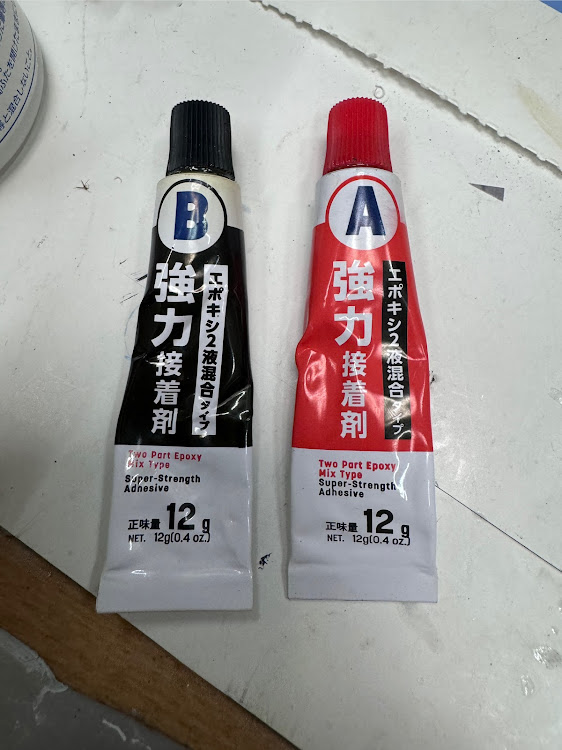 B
強力接着剤
エポキシ2液混合タイプ
Two Part Epoxy
Mix Type
Super-Strength
Adhesive
正味量 12 g
NET. 12g(0.4 oz.)
A
強力接着剤
エポキシ2液混合タイプ
Two Part Epoxy
Mix Type
Super-Strength
Adhesive
正味量 12 g
NET. 12g(0.4 oz.)